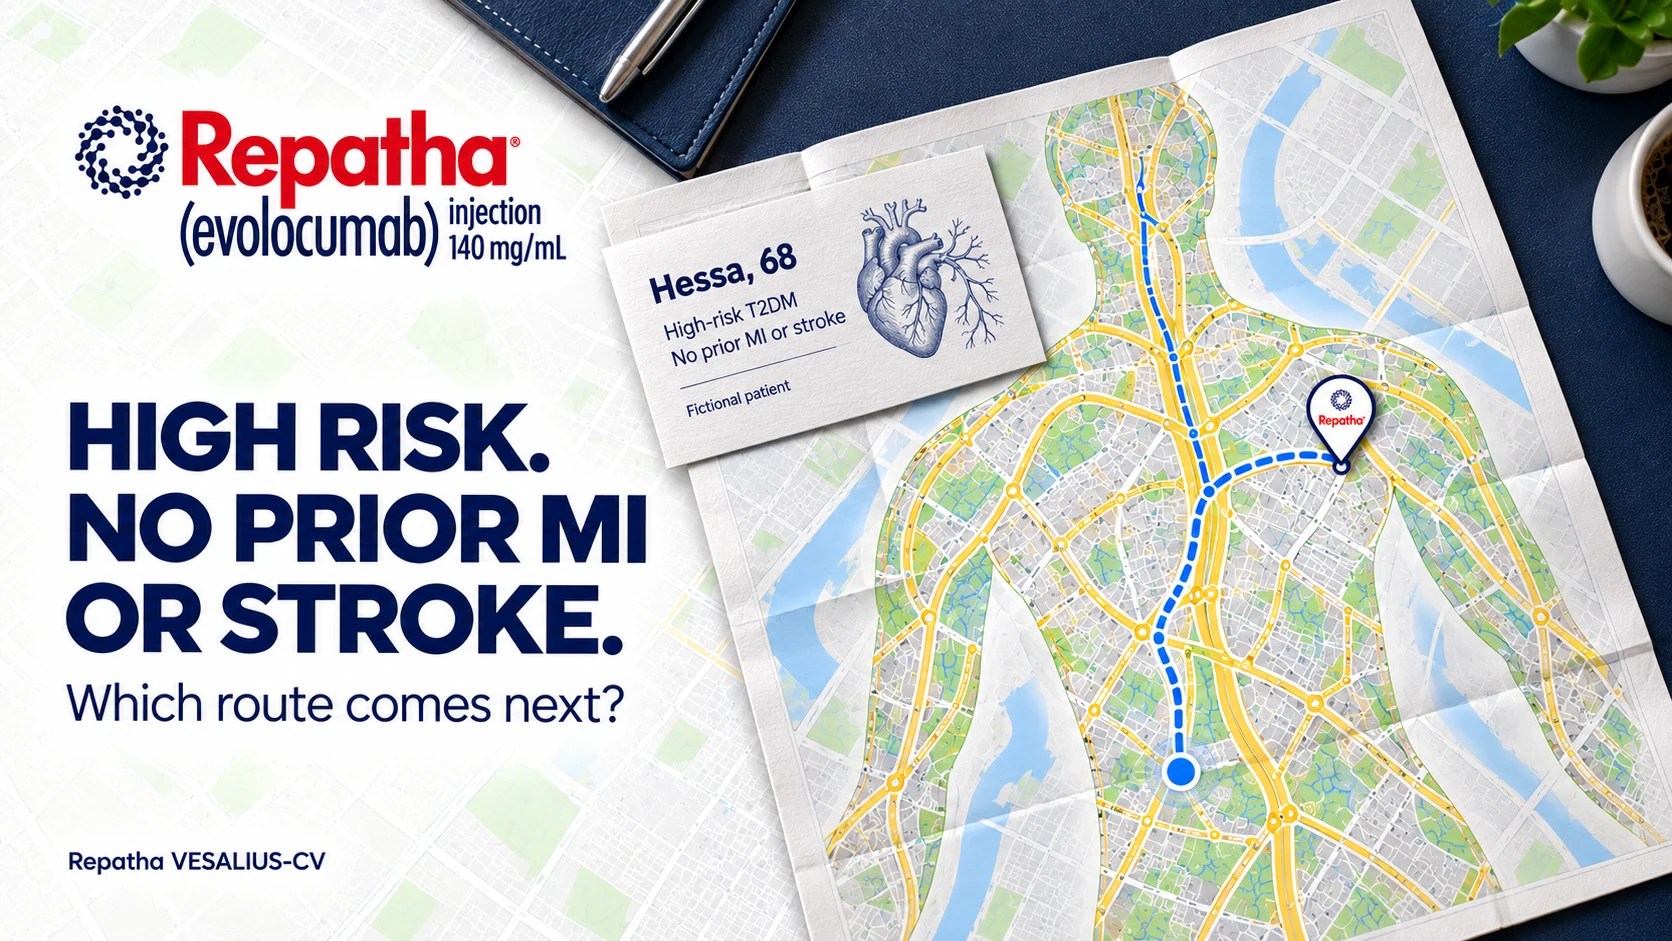 Repatha®
(evolocumab) injection
140 mg/mL
HIGH RISK.
NO PRIOR MI
OR STROKE.
Which route comes next?
Repatha VESALIUS-CV
Hessa, 68
High-risk T2DM
No prior MI or stroke
Fictional patient
Repatha®